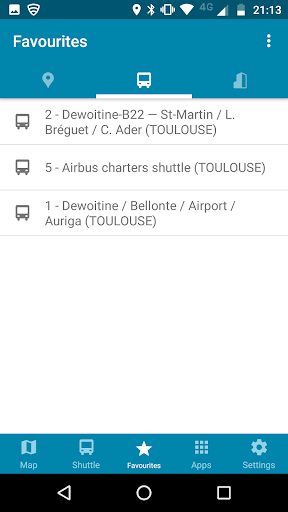 4G 21:13
Favourites
2 - Dewoitine-B22 — St-Martin / L.
Bréguet / C. Ader (TOULOUSE)
5 - Airbus charters shuttle (TOULOUSE)
1 - Dewoitine / Bellonte / Airport /
Auriga (TOULOUSE)
Map Shuttle Favourites Apps Settings